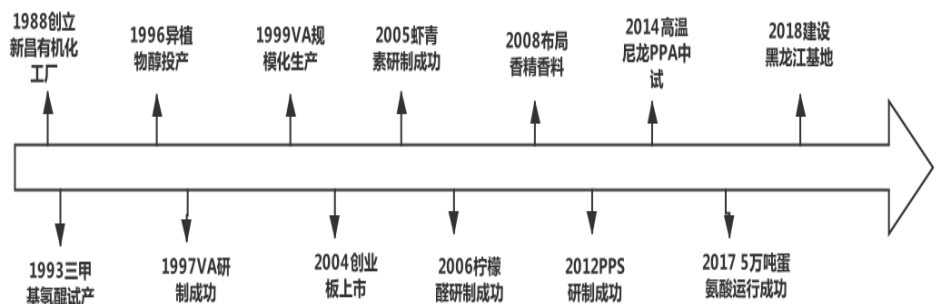 1988创立
新昌有机化
工厂
1996异植
物醇投产
1999VA规
模化生产
2005虾青
素研制成功
2008布局
香精香料
2014高温
尼龙PPA中
试
2018建设
黑龙江基地
1993三甲
基氢醌试产
1997VA研
制成功
2004创业
板上市
2006柠檬
醛研制成功
2012PPS
研制成功
2017 5万吨蛋
氨酸运行成功